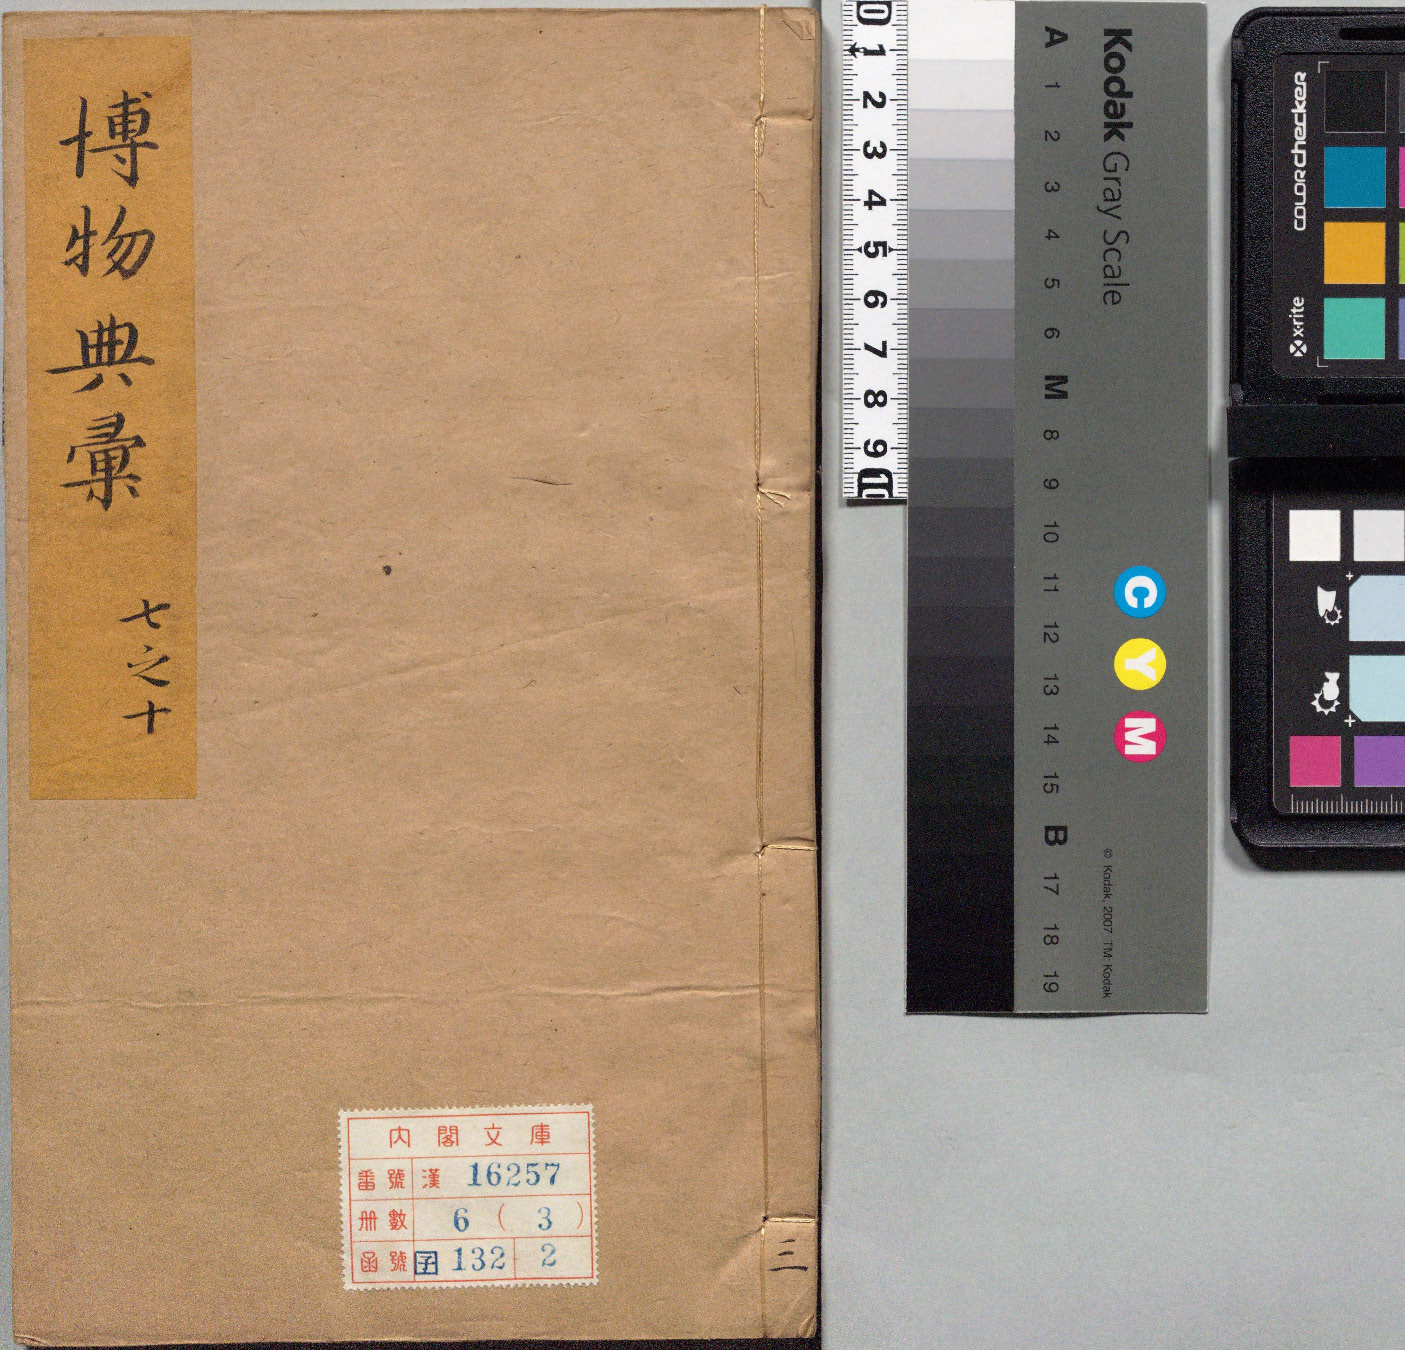 博物典彙
七之十
三
内閣文庫
番號 漢 16257
冊數 6 ( 3 )
函號 子 132 2
0 1 2 3 4 5 6 7 8 9 10
Kodak Gray Scale
A 1 2 3 4 5 6 M 8 9 10 11 12 13 14 15 B 17 18 19
C Y M
© Kodak, 2007 TM: Kodak
colorchecker
x-rite